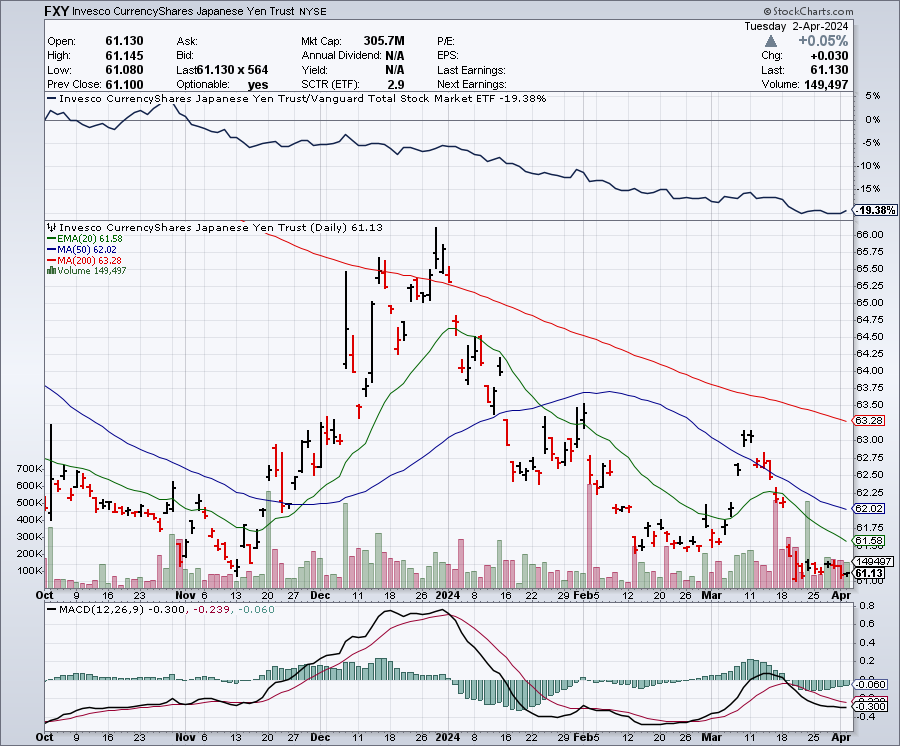 FXY Invesco CurrencyShares Japanese Yen Trust NYSE
© StockCharts.com
Tuesday 2-Apr-2024
Open: 61.130 Ask: Mkt Cap: 305.7M P/E: +0.05%
High: 61.145 Bid: Annual Dividend: N/A EPS: Chg: +0.030
Low: 61.080 Last61.130 x 564 Yield: N/A Last Earnings: Last: 61.130
Prev Close: 61.100 Optionable: yes SCTR (ETF): 2.9 Next Earnings: Volume: 149,497
Invesco CurrencyShares Japanese Yen Trust/Vanguard Total Stock Market ETF -19.38%
5%
0%
-5%
-10%
-15%
-19.38%
Invesco CurrencyShares Japanese Yen Trust (Daily) 61.13
EMA(20) 61.58
MA(50) 62.02
MA(200) 63.28
Volume 149,497
66.00
65.75
65.50
65.25
65.00
64.75
64.50
64.25
64.00
63.75
63.50
63.28
63.00
62.75
62.50
62.25
62.02
61.75
61.58
149497
61.13
61.00
700K
600K
500K
400K
300K
200K
100K
Oct 9 16 23 Nov 6 13 20 27 Dec 11 18 26 2024 8 16 22 29 Feb5 12 20 26 Mar 11 18 25 Apr
MACD(12,26,9) -0.300, -0.239, -0.060
0.8
0.6
0.4
0.2
-0.060
-0.300
-0.4
Oct 9 16 23 Nov 6 13 20 27 Dec 11 18 26 2024 8 16 22 29 Feb5 12 20 26 Mar 11 18 25 Apr